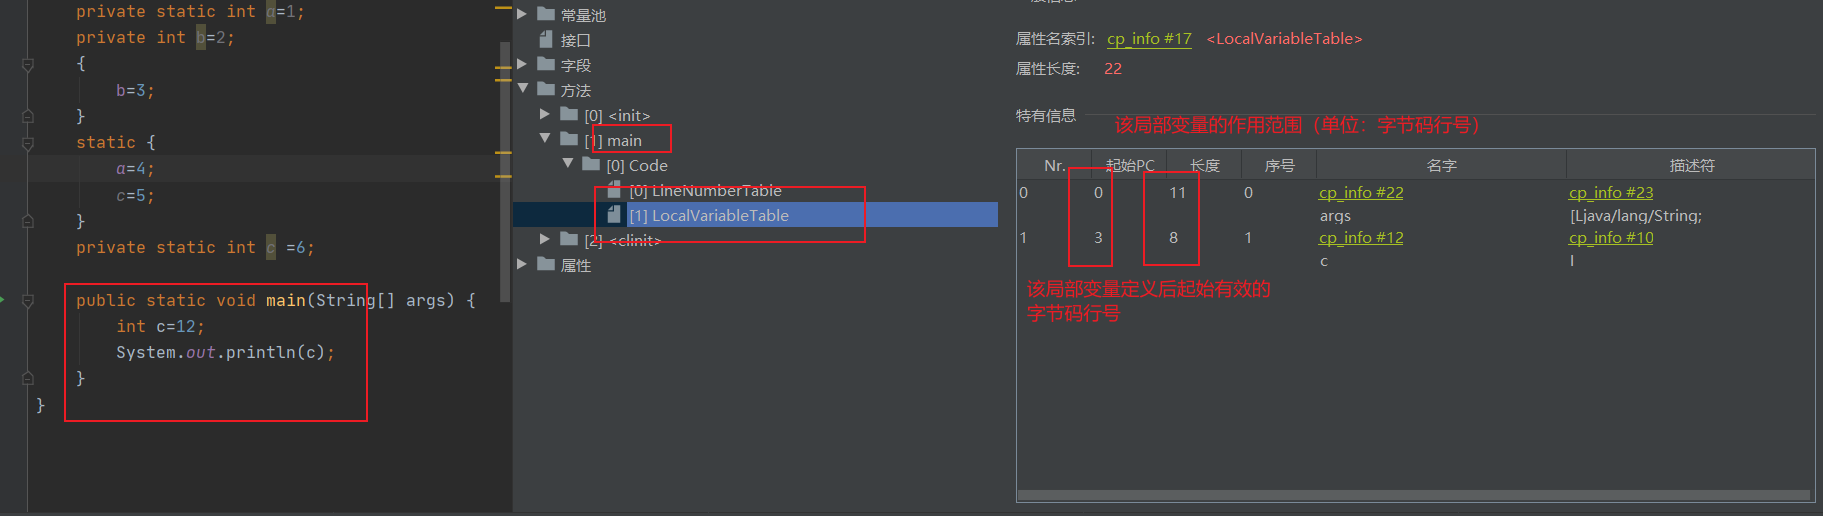 private static int a=1;
private int b=2;
{
b=3;
}
static {
a=4;
c=5;
}
private static int c =6;
public static void main(String[] args) {
int c=12;
System.out.println(c);
}
}
常量池
接口
字段
方法
[0] <init>
[1] main
[0] Code
[0] LineNumberTable
[1] LocalVariableTable
[2] <clinit>
属性
属性名索引: cp_info #17 <LocalVariableTable>
属性长度: 22
特有信息
该局部变量的作用范围（单位：字节码行号）
Nr. 起始PC 长度 序号 名字 描述符
0 0 11 0 cp_info #22 cp_info #23
args [Ljava/lang/String;
1 3 8 1 cp_info #12 cp_info #10
c I
该局部变量定义后起始有效的
字节码行号